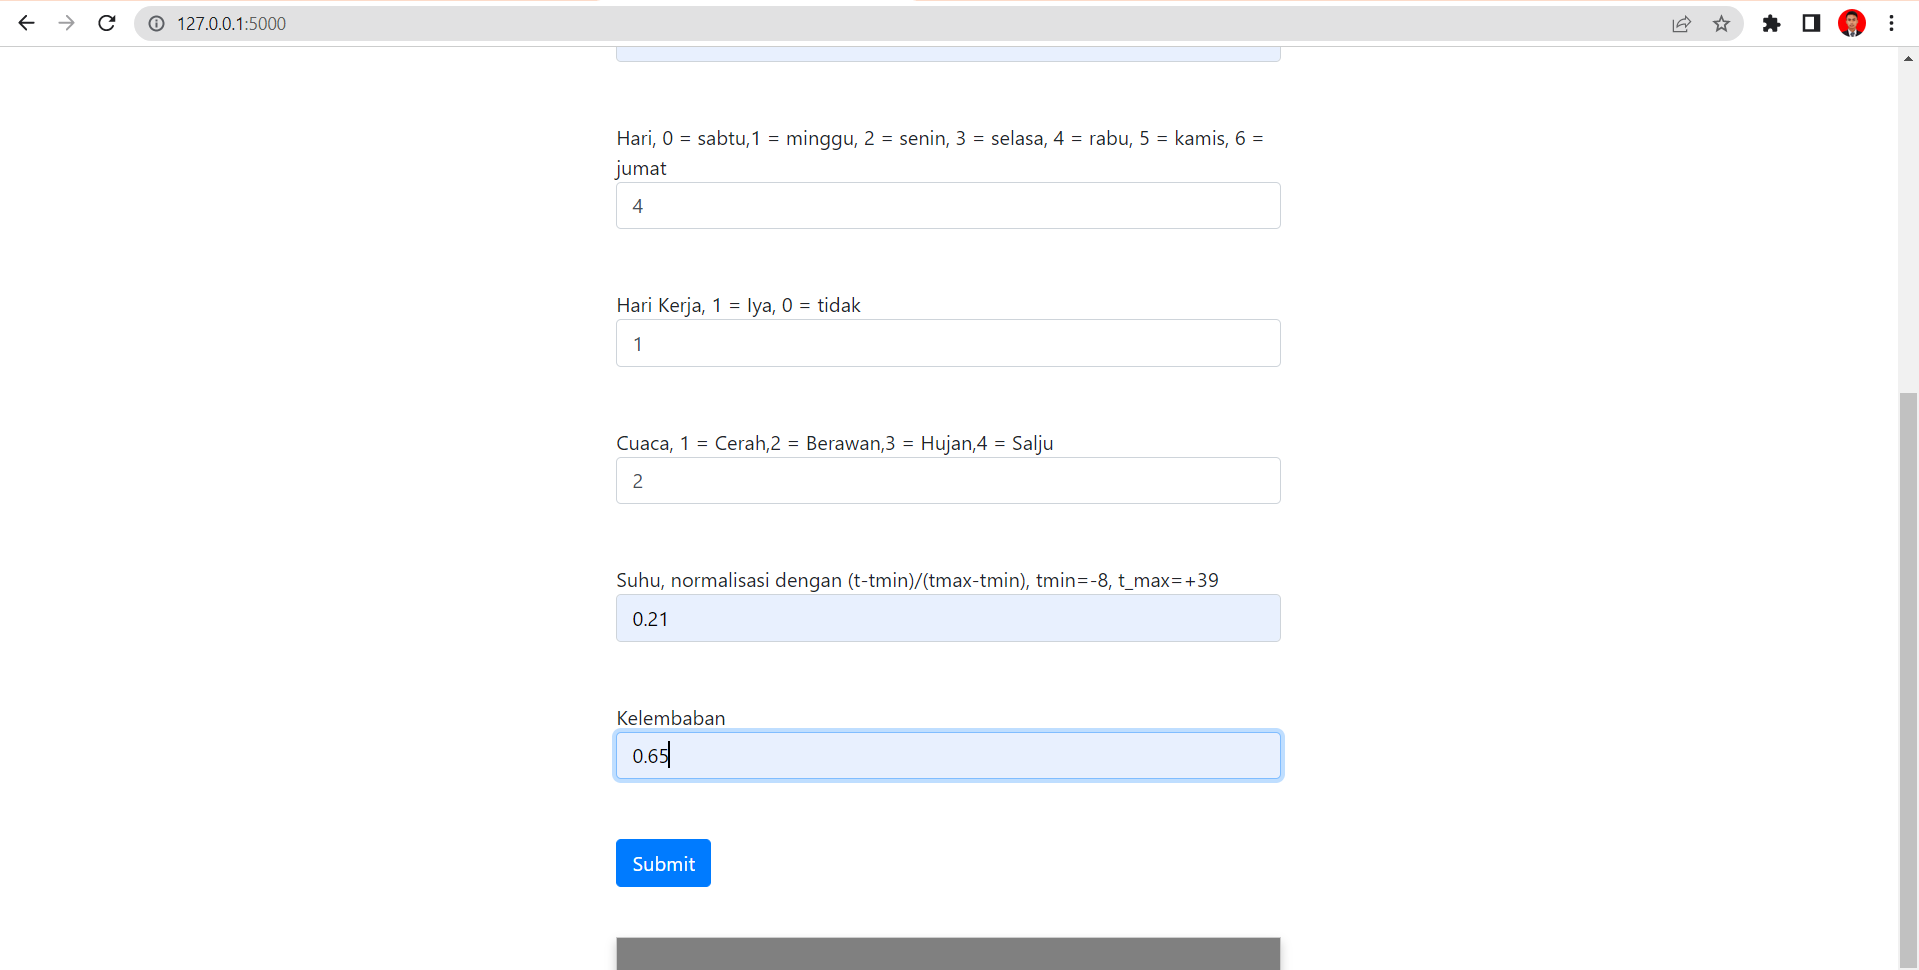 127.0.0.1:5000
Hari, 0 = sabtu,1 = minggu, 2 = senin, 3 = selasa, 4 = rabu, 5 = kamis, 6 =
jumat
4
Hari Kerja, 1 = Iya, 0 = tidak
1
Cuaca, 1 = Cerah,2 = Berawan,3 = Hujan,4 = Salju
2
Suhu, normalisasi dengan (t-tmin)/(tmax-tmin), tmin=-8, t_max=+39
0.21
Kelembaban
0.65
Submit